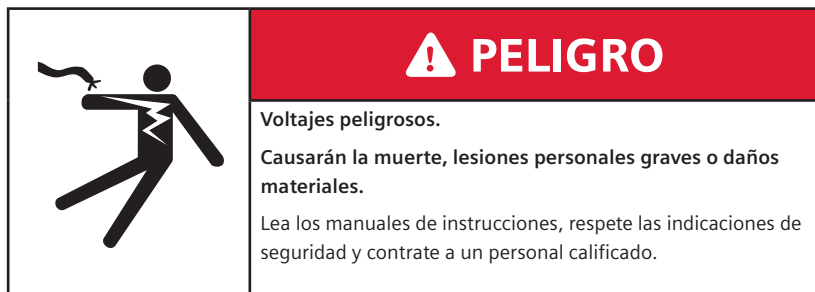 PELIGRO
Voltajes peligrosos.
Causarán la muerte, lesiones personales graves o daños
materiales.
Lea los manuales de instrucciones, respete las indicaciones de
seguridad y contrate a un personal calificado.